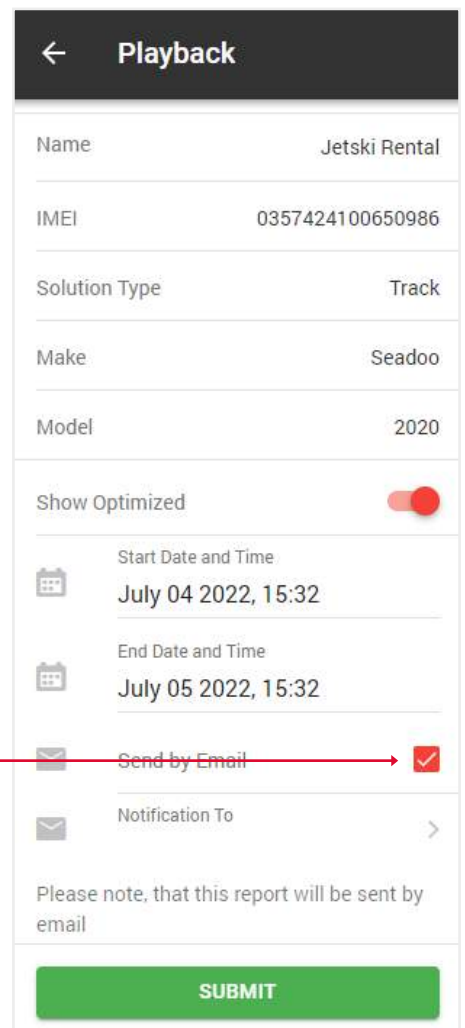 Playback
Name Jetski Rental
IMEI 0357424100650986
Solution Type Track
Make Seadoo
Model 2020
Show Optimized
Start Date and Time
July 04 2022, 15:32
End Date and Time
July 05 2022, 15:32
Send by Email
Notification To
Please note, that this report will be sent by
email
SUBMIT